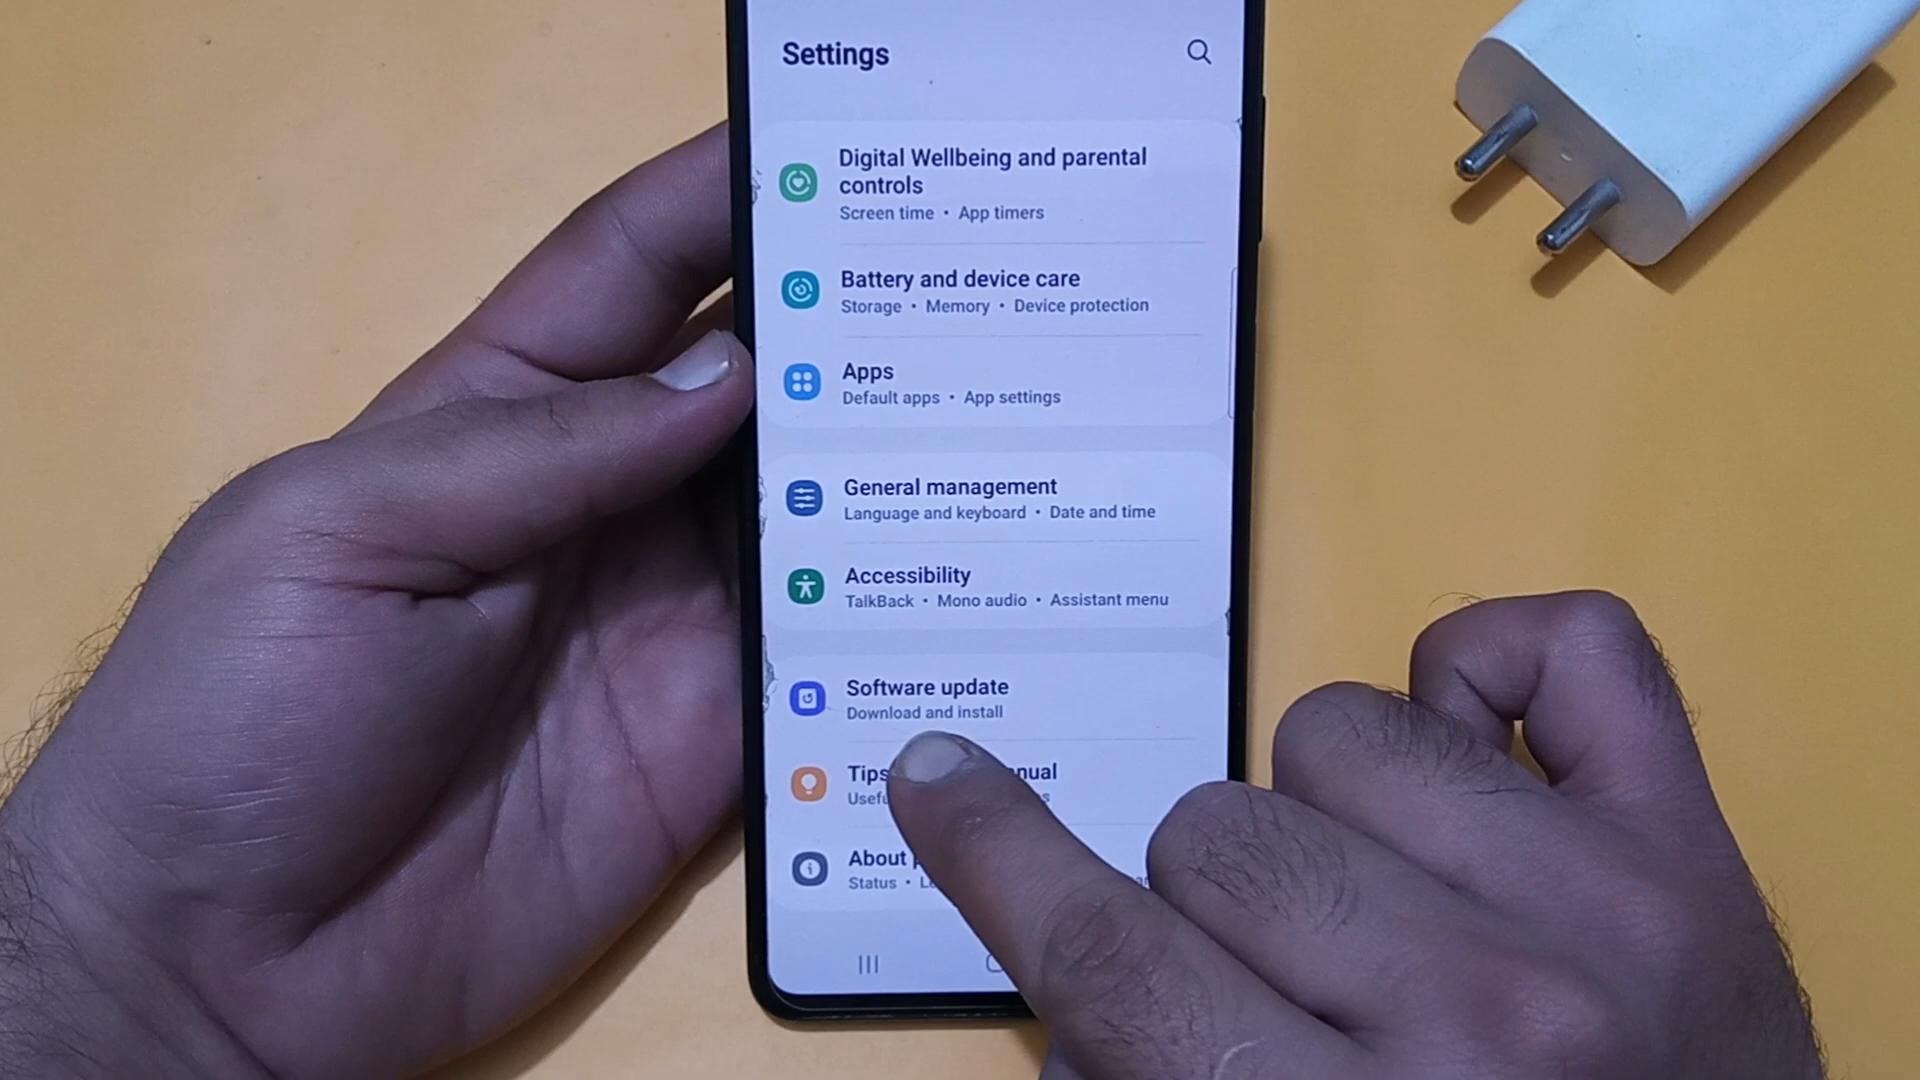 Settings
Digital Wellbeing and parental
controls
Screen time • App timers
Battery and device care
Storage • Memory • Device protection
Apps
Default apps • App settings
General management
Language and keyboard • Date and time
Accessibility
TalkBack • Mono audio • Assistant menu
Software update
Download and install
Tips
About
Status •